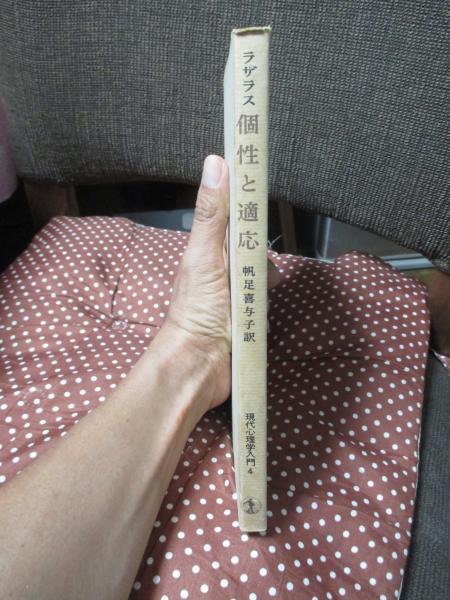 ラザラス
個性と適応
帆足喜与子訳
現代心理学入門 4